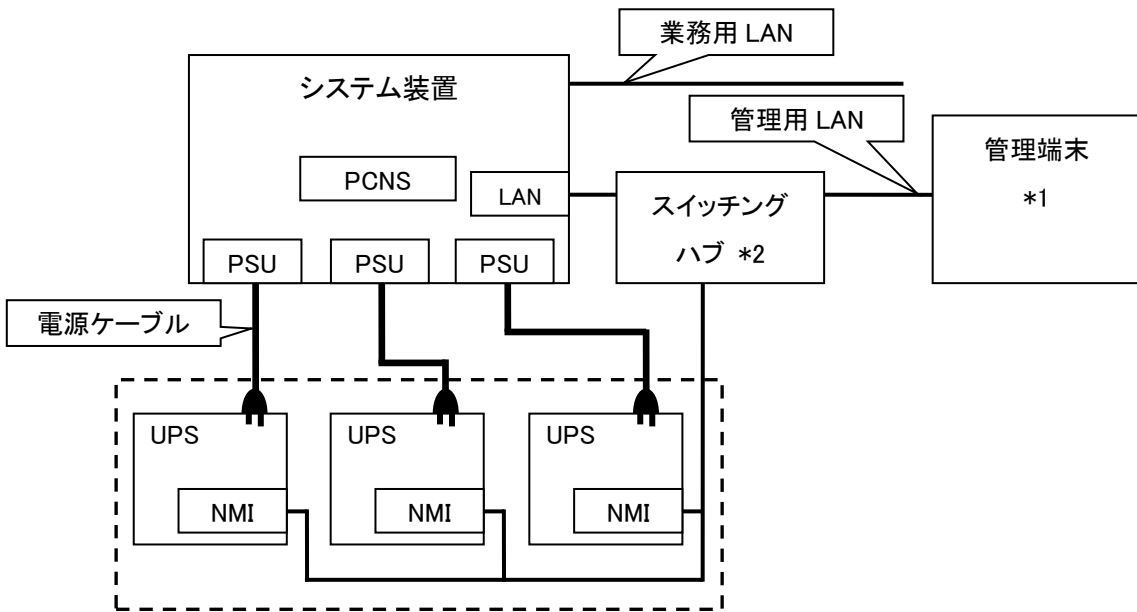 業務用 LAN
システム装置
管理用 LAN
管理端末
*1
PCNS
LAN
スイッチング
ハブ *2
PSU
PSU
PSU
電源ケーブル
UPS
UPS
UPS
NMI
NMI
NMI